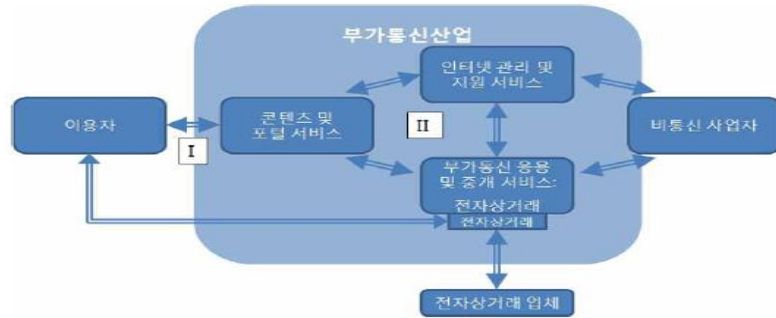 부가통신산업
인터넷 관리 및
지원 서비스
이용자
콘텐츠 및
포털 서비스
II
비통신 사업자
I
부가통신 응용
및 중개 서비스:
전자상거래
전자상거래
전자상거래 업체